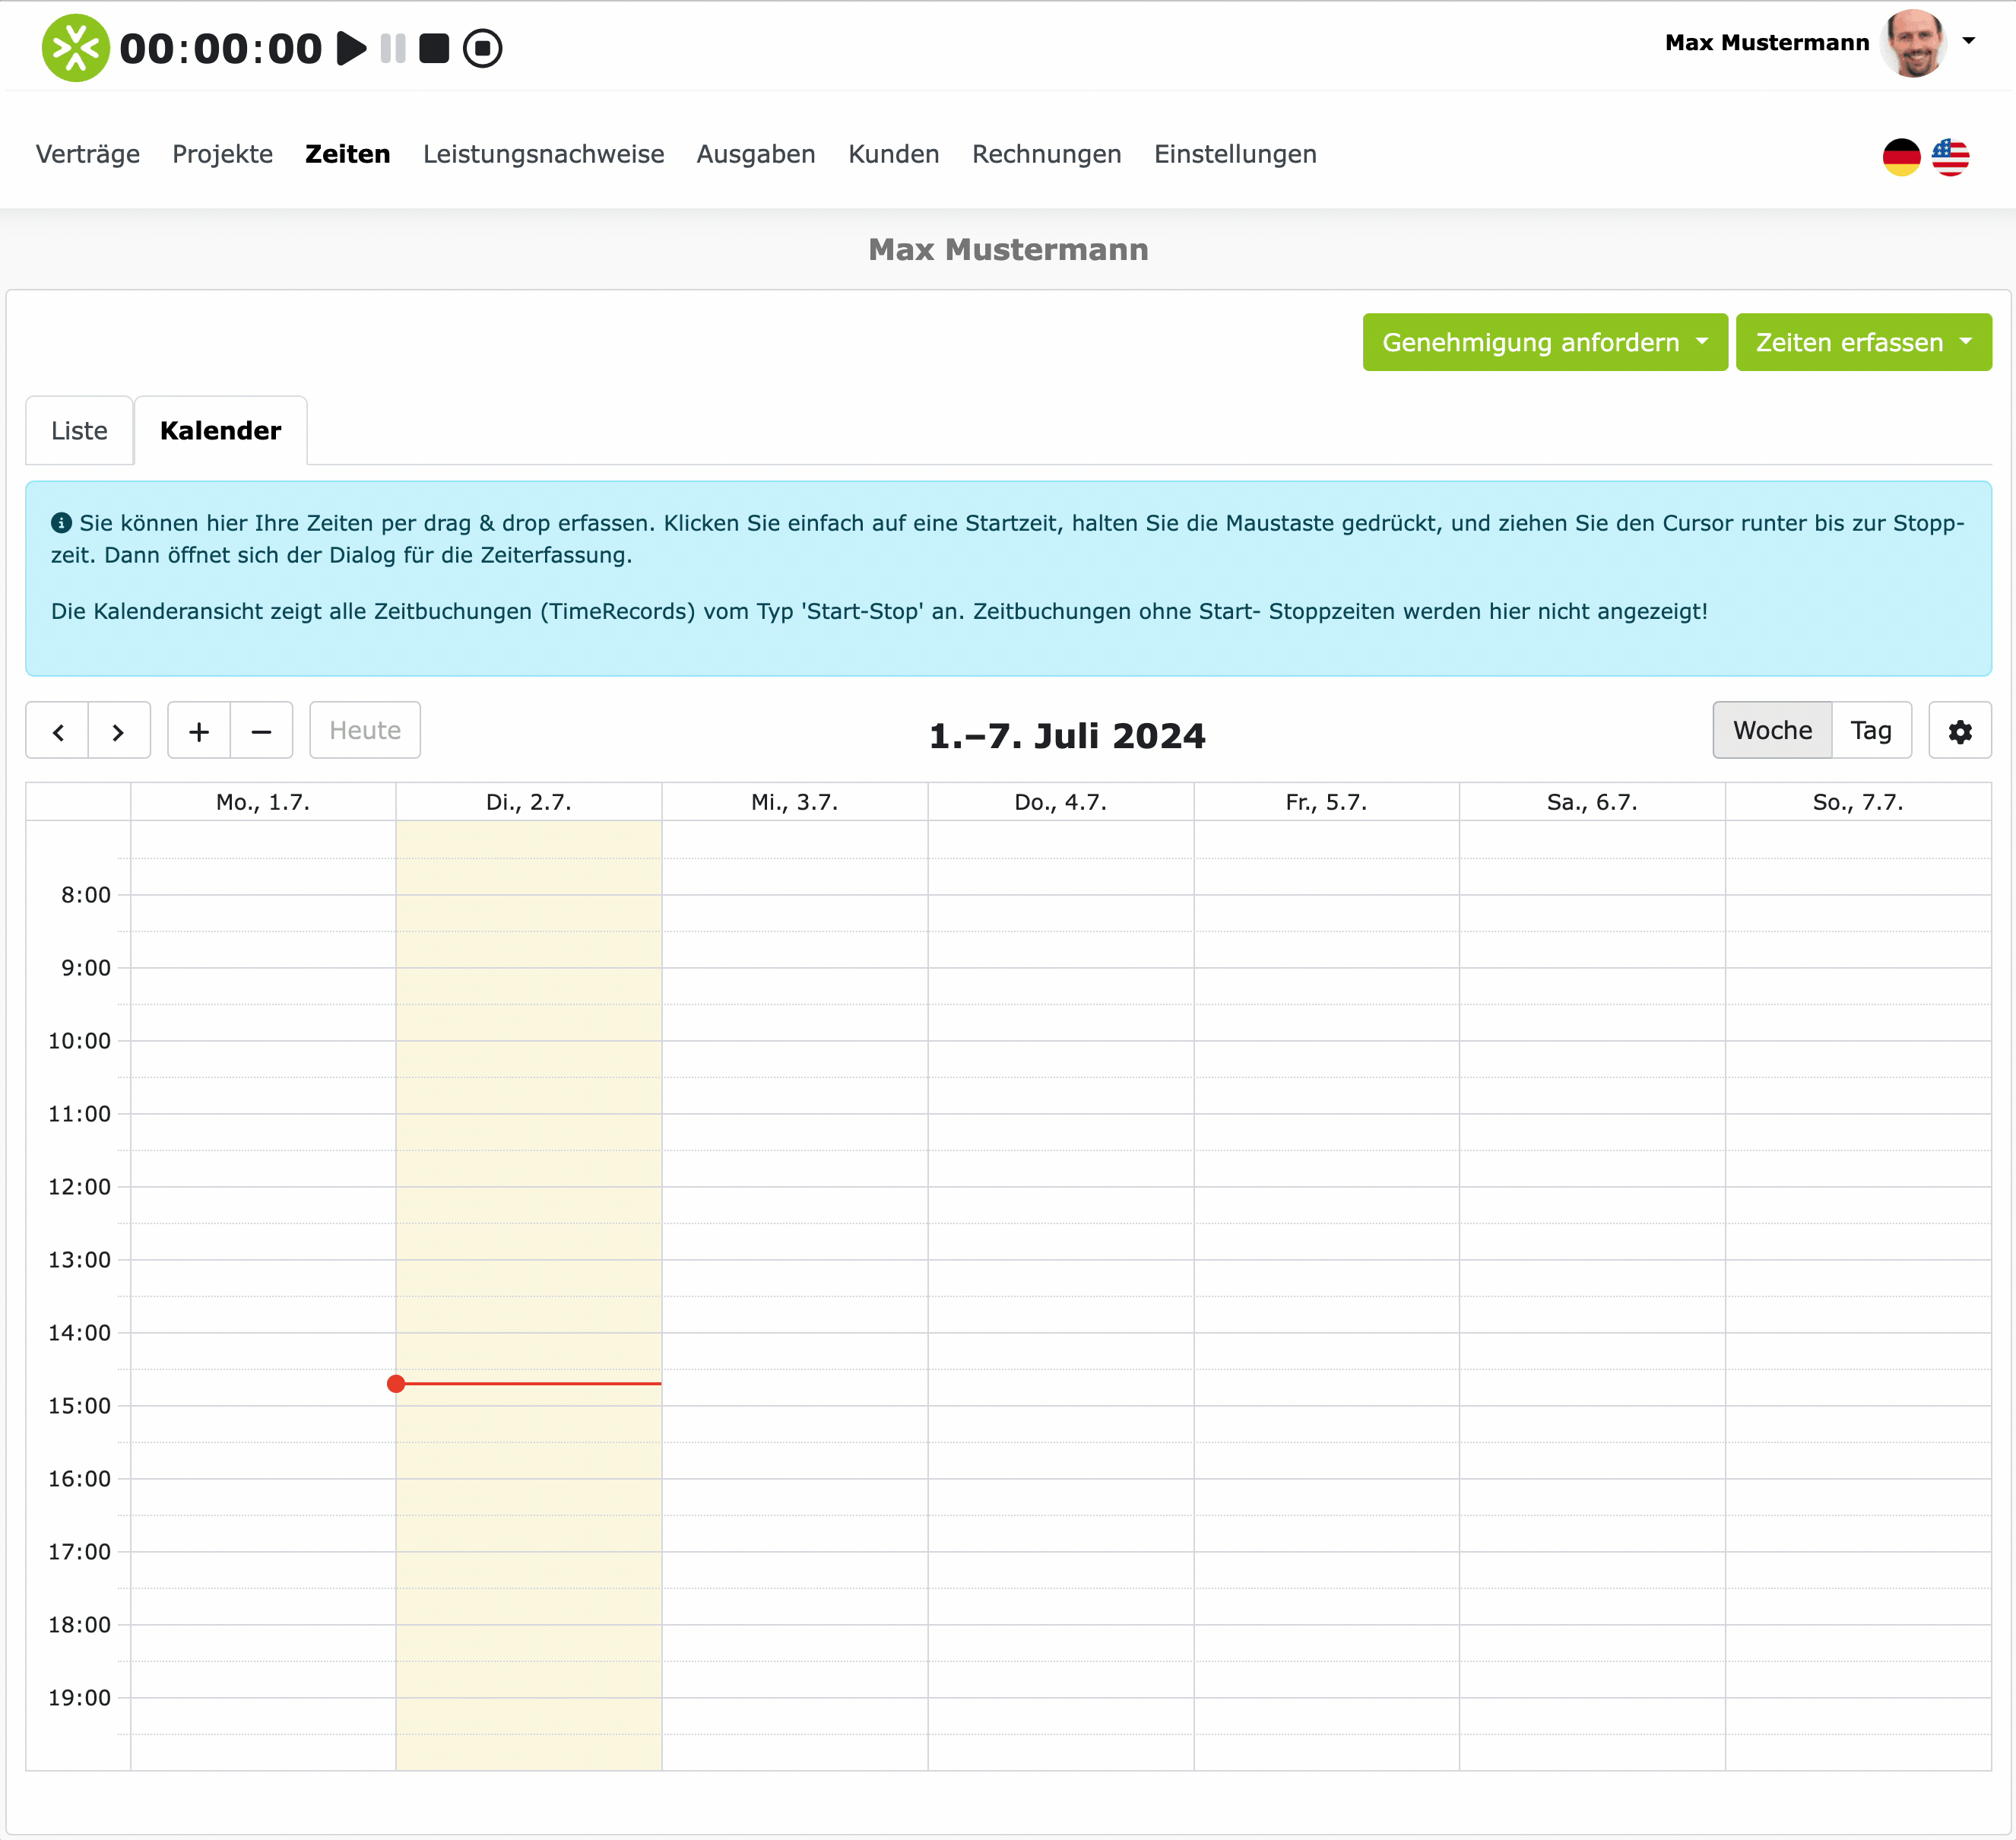 00:00:00
Max Mustermann
Verträge Projekte Zeiten Leistungsnachweise Ausgaben Kunden Rechnungen Einstellungen
Max Mustermann
Genehmigung anfordern Zeiten erfassen
Liste Kalender
Sie können hier Ihre Zeiten per drag & drop erfassen. Klicken Sie einfach auf eine Startzeit, halten Sie die Maustaste gedrückt, und ziehen Sie den Cursor runter bis zur Stopp-
zeit. Dann öffnet sich der Dialog für die Zeiterfassung.
Die Kalenderansicht zeigt alle Zeitbuchungen (TimeRecords) vom Typ 'Start-Stop' an. Zeitbuchungen ohne Start- Stoppzeiten werden hier nicht angezeigt!
Heute 1.–7. Juli 2024 Woche Tag
Mo., 1.7. Di., 2.7. Mi., 3.7. Do., 4.7. Fr., 5.7. Sa., 6.7. So., 7.7.
8:00
9:00
10:00
11:00
12:00
13:00
14:00
15:00
16:00
17:00
18:00
19:00